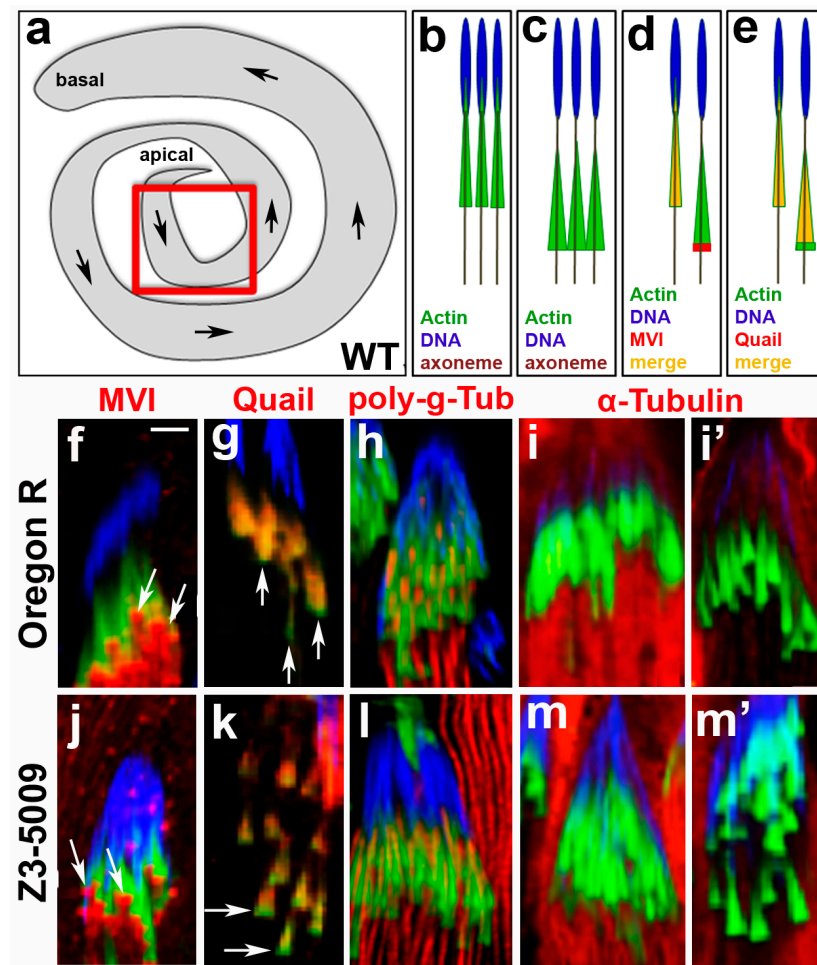 a
basal
apical
WT
b
Actin
DNA
axoneme
c
Actin
DNA
axoneme
d
Actin
DNA
MVI
merge
e
Actin
DNA
Quail
merge
MVI
Quail
poly-g-Tub
α-Tubulin
Oregon R
f
g
h
i
i’
Z3-5009
j
k
l
m
m’